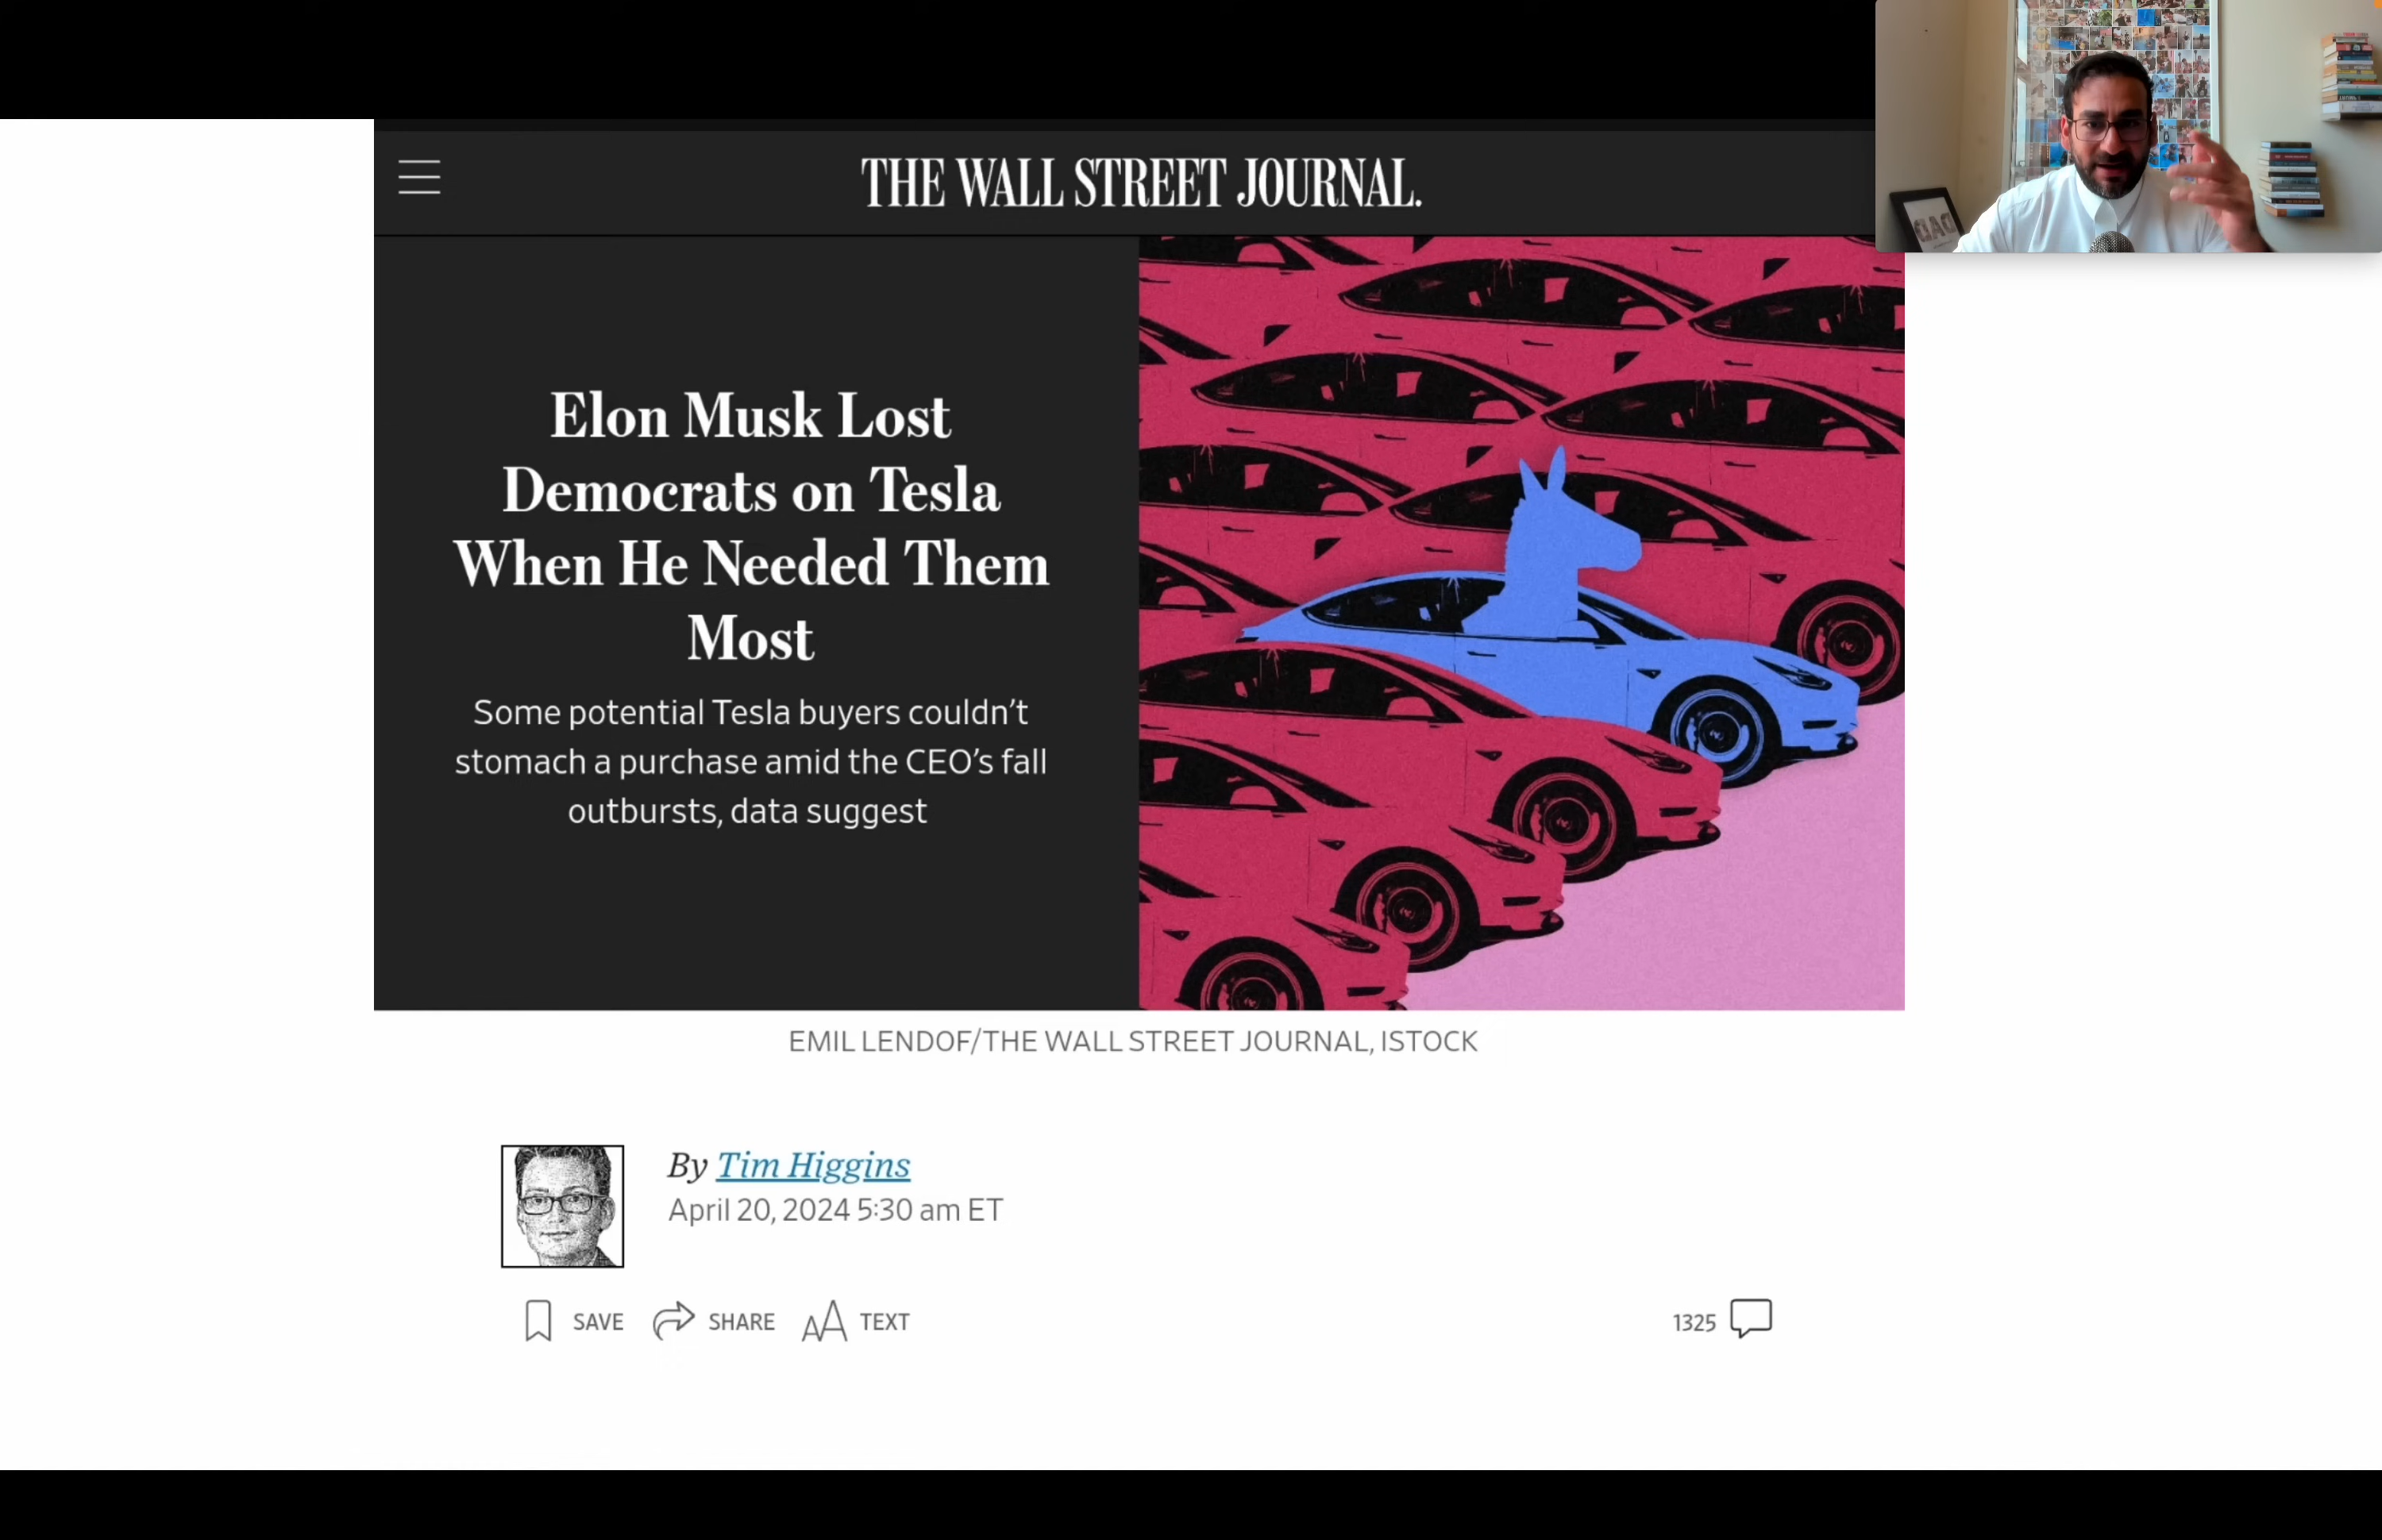 THE WALL STREET JOURNAL.
Elon Musk Lost
Democrats on Tesla
When He Needed Them
Most
Some potential Tesla buyers couldn't
stomach a purchase amid the CEO's fall
outbursts, data suggest
EMIL LENDOF/THE WALL STREET JOURNAL, ISTOCK
By Tim Higgins
April 20, 2024 5:30 am ET
SAVE SHARE AA TEXT
1325
DAD